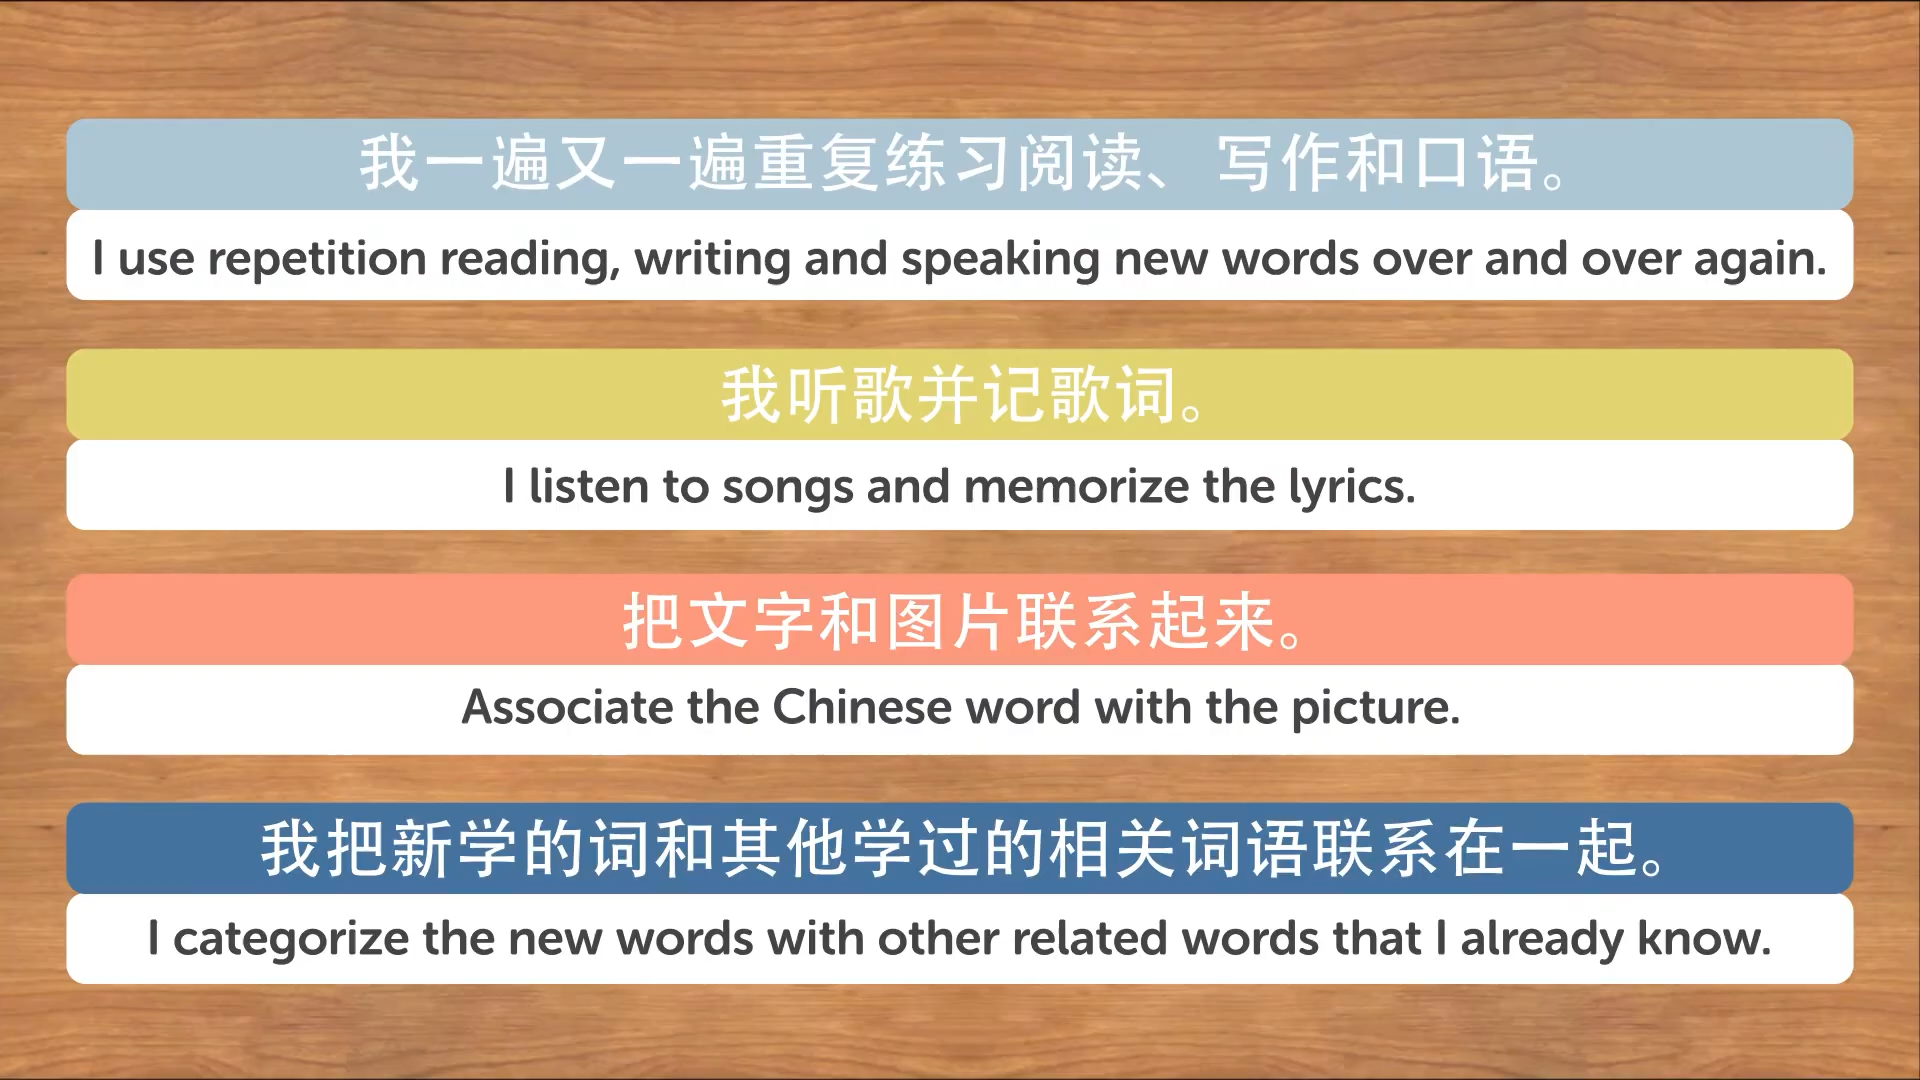 我一遍又一遍重复练习阅读、写作和口语。
I use repetition reading, writing and speaking new words over and over again.
我听歌并记歌词。
I listen to songs and memorize the lyrics.
把文字和图片联系起来。
Associate the Chinese word with the picture.
我把新学的词和其他学过的相关词语联系在一起。
I categorize the new words with other related words that I already know.